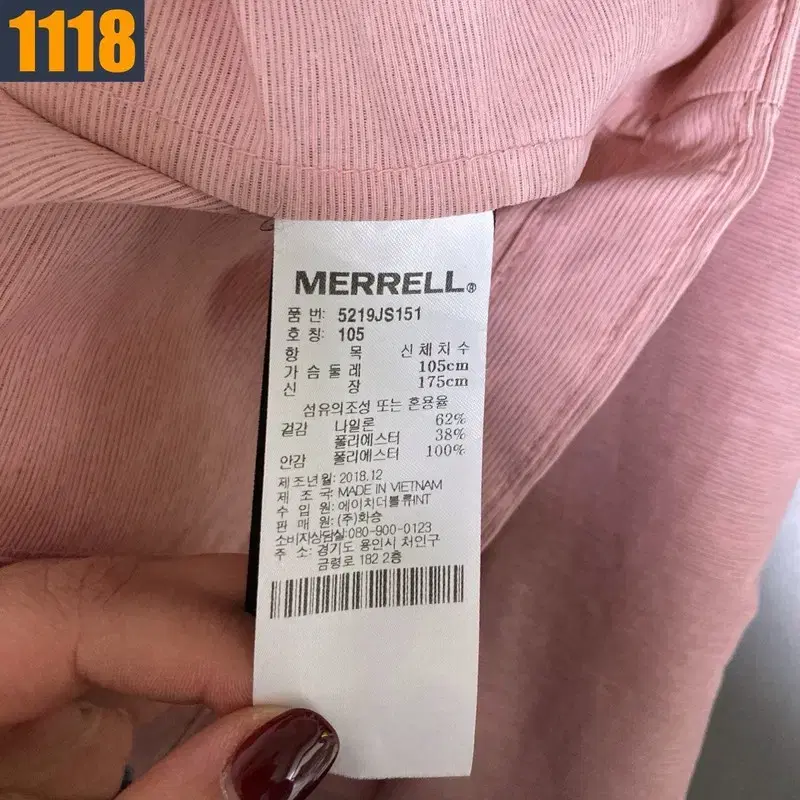 1118
MERRELL®
품 번: 5219JS151
호 칭: 105
항 목 신체치수
가 슴 둘 레 105cm
신 장 175cm
섬유의조성 또는 혼용율
겉감 나일론 62%
폴리에스터 38%
안감 폴리에스터 100%
제조년월: 2018.12
제 조 국: MADE IN VIETNAM
수 입 원: 에이치더블류INT
판 매 원: (주)화승
소비자상담실:080-900-0123
주 소: 경기도 용인시 처인구
금령로 182 2층